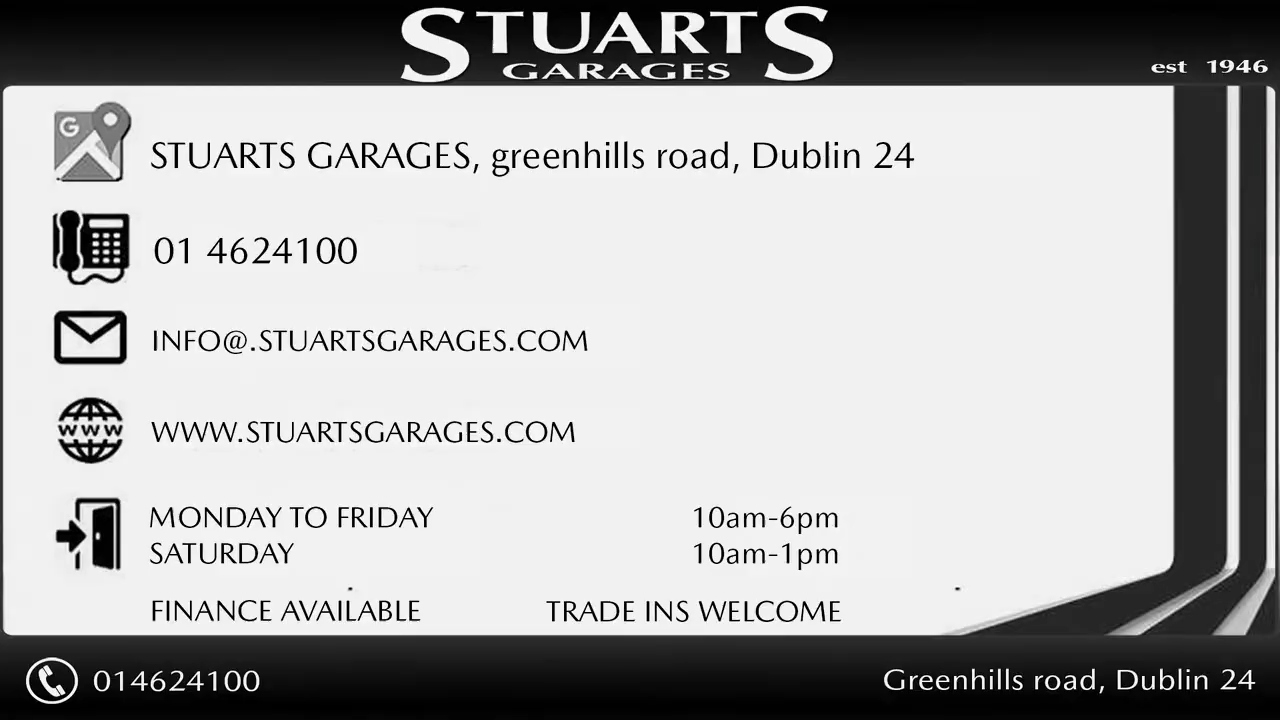 STUARTS
GARAGES
est 1946
G
STUARTS GARAGES, greenhills road, Dublin 24
01 4624100
INFO@.STUARTSGARAGES.COM
WWW
WWW.STUARTSGARAGES.COM
MONDAY TO FRIDAY 10am-6pm
SATURDAY 10am-1pm
FINANCE AVAILABLE TRADE INS WELCOME
014624100 Greenhills road, Dublin 24